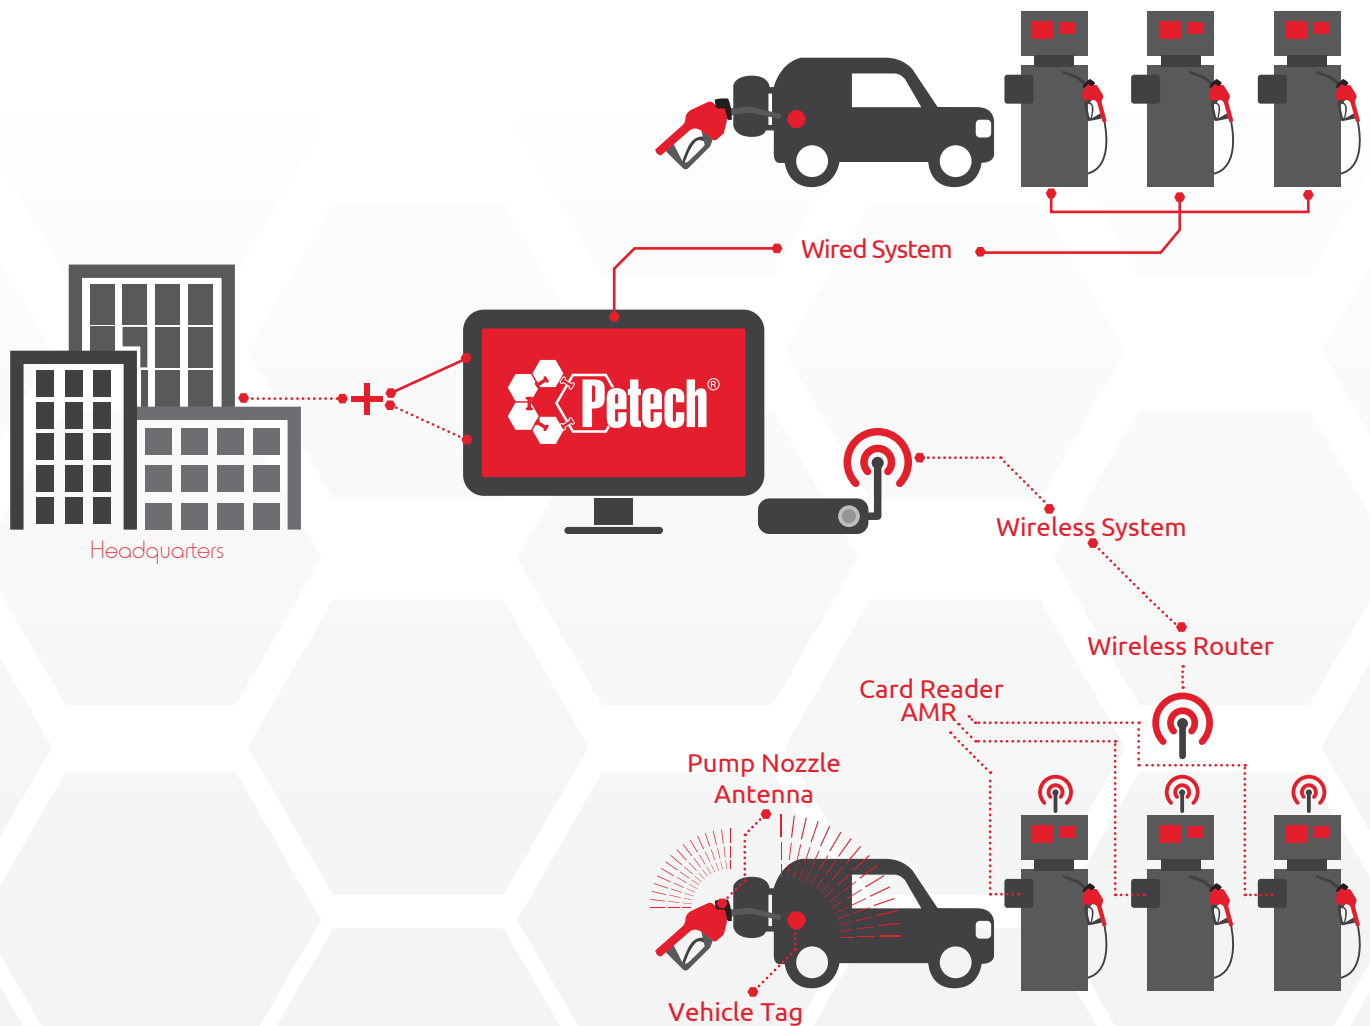 Wired System
Petech®
Headquarters
Wireless System
Wireless Router
Card Reader
AMR
Pump Nozzle
Antenna
Vehicle Tag